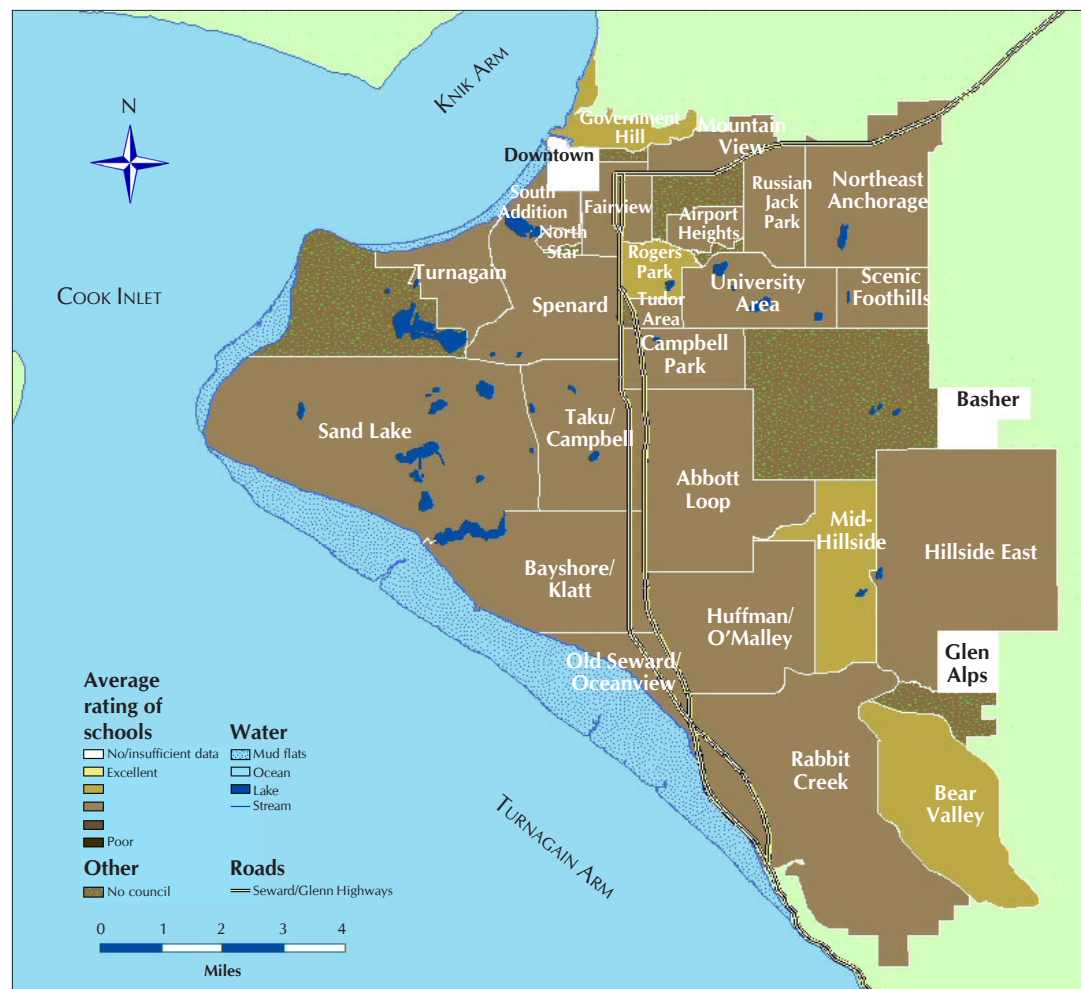 KNIK ARM
N
Government
Hill
Mountain
View
Downtown
Russian
Jack
Park
Northeast
Anchorage
South
Addition
Fairview
Airport
Heights
North
Star
Rogers
Park
Turnagain
COOK INLET
Spenard
University
Area
Scenic
Foothills
Tudor
Area
Campbell
Park
Basher
Sand Lake
Taku/
Campbell
Abbott
Loop
Mid-
Hillside
Hillside East
Bayshore/
Klatt
Huffman/
O'Malley
Glen
Alps
Old Seward/
Oceanview
Rabbit
Creek
Bear
Valley
TURNAGAIN ARM
Average
rating of
schools
No/insufficient data
Excellent
Poor
Water
Mud flats
Ocean
Lake
Stream
Other
No council
Roads
Seward/Glenn Highways
0 1 2 3 4
Miles